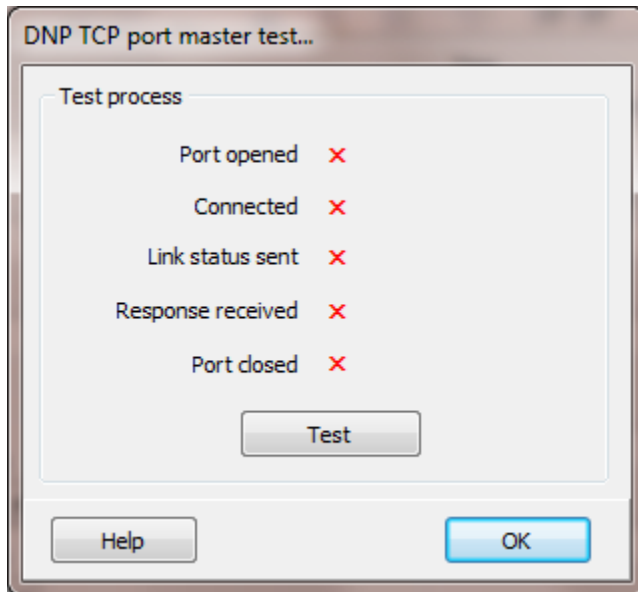 DNP TCP port master test...
Test process
Port opened
Connected
Link status sent
Response received
Port closed
Test
Help
OK